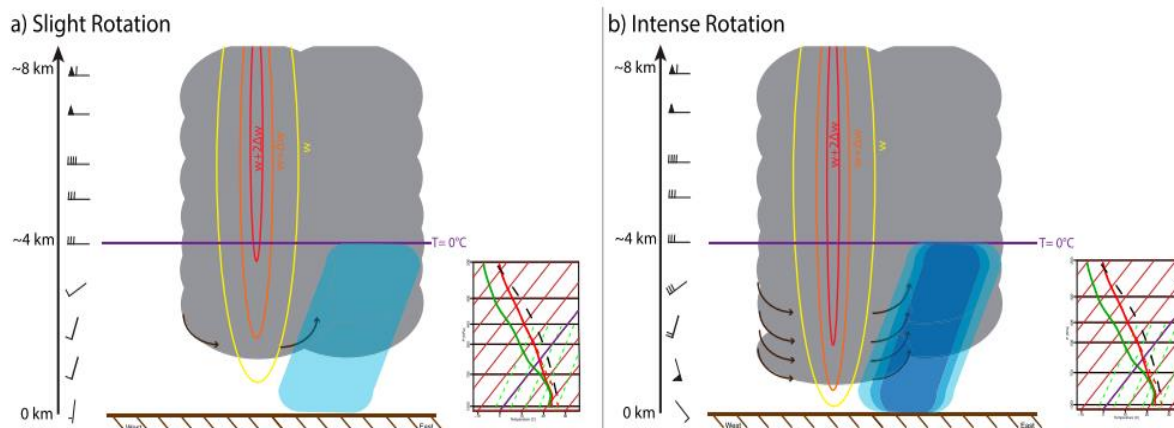 a) Slight Rotation
~8 km
w+2Δw
w+Δw
w
~4 km
T= 0°C
0 km
West
East
b) Intense Rotation
~8 km
w+2Δw
w+Δw
w
~4 km
T= 0°C
0 km
West
East